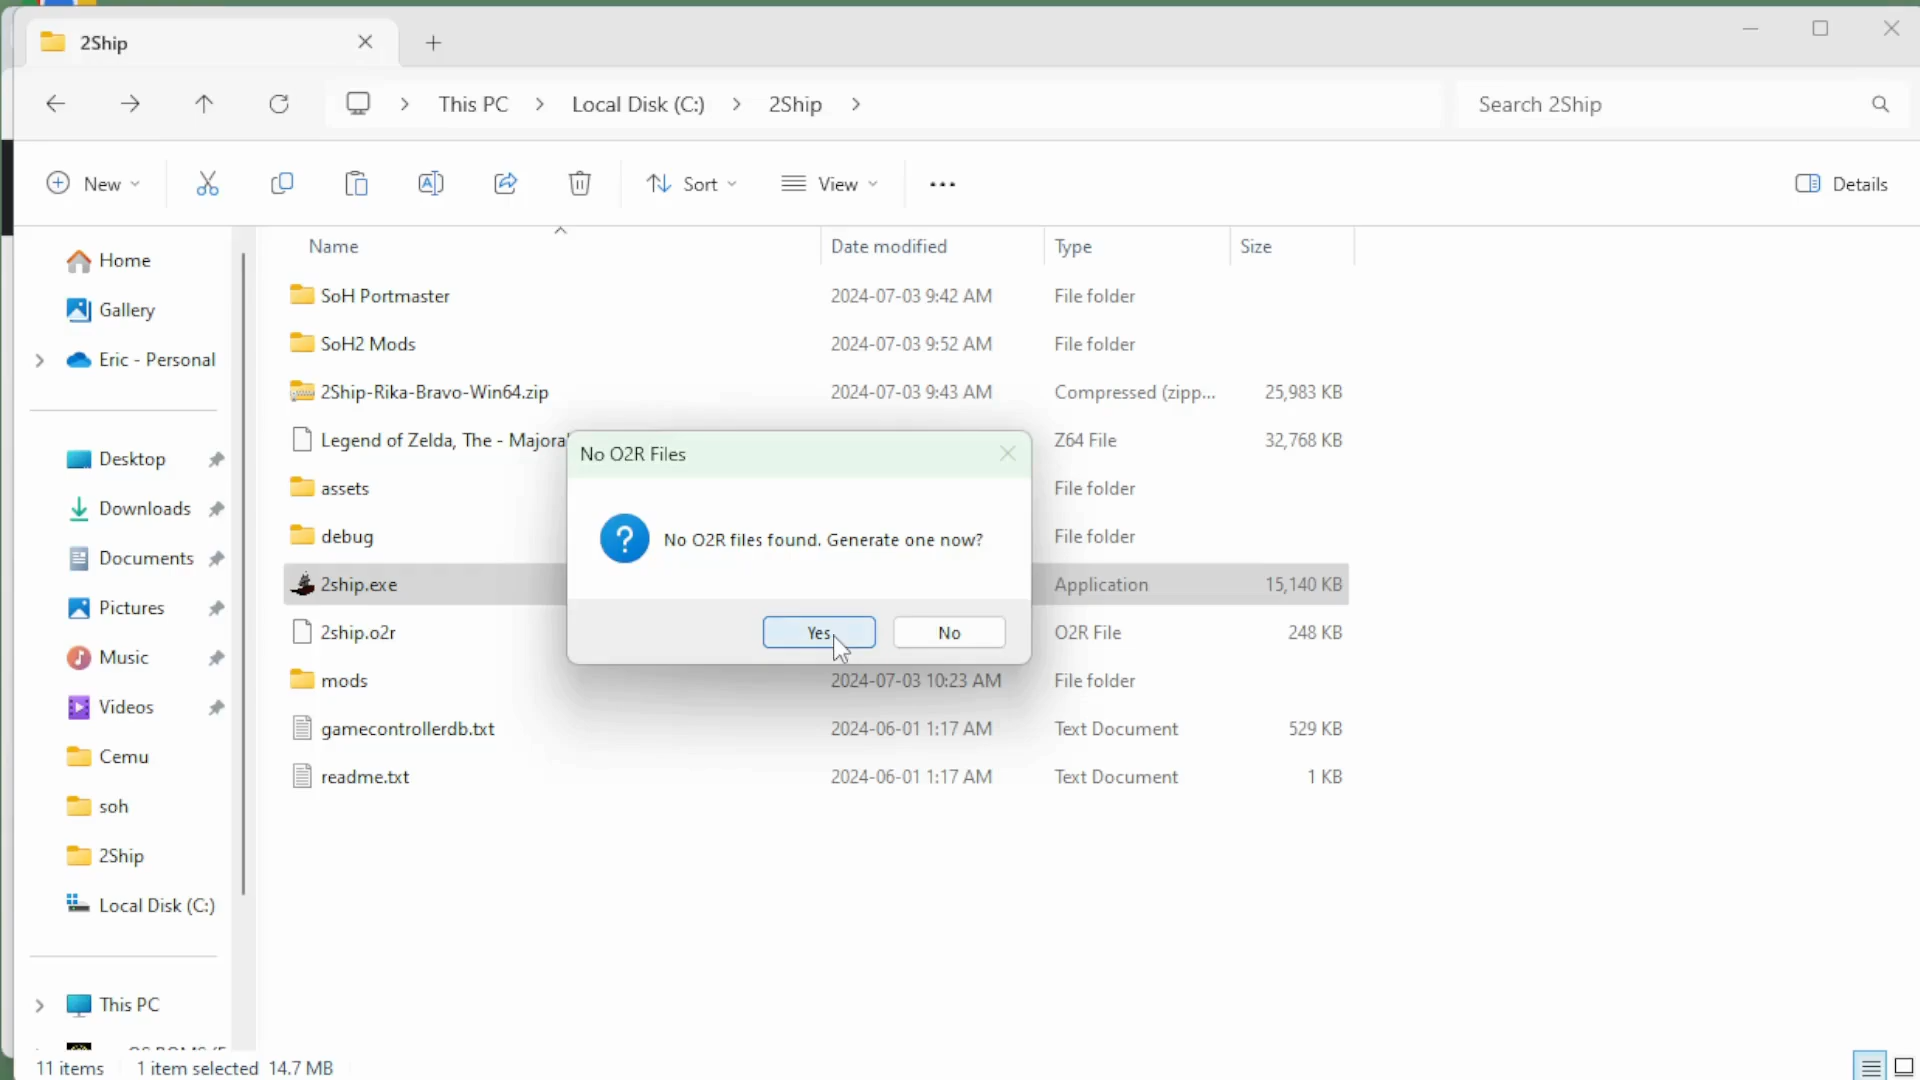 2Ship
This PC Local Disk (C:) 2Ship
Search 2Ship
New Sort View ... Details
Name Date modified Type Size
Home
Gallery
Eric - Personal
Desktop
Downloads
Documents
Pictures
Music
Videos
Cemu
soh
2Ship
Local Disk (C:)
This PC
SoH Portmaster 2024-07-03 9:42 AM File folder
SoH2 Mods 2024-07-03 9:52 AM File folder
2Ship-Rika-Bravo-Win64.zip 2024-07-03 9:43 AM Compressed (zipp... 25,983 KB
Legend of Zelda, The - Majora Z64 File 32,768 KB
assets File folder
debug File folder
2ship.exe Application 15,140 KB
2ship.o2r O2R File 248 KB
mods 2024-07-03 10:23 AM File folder
gamecontrollerdb.txt 2024-06-01 1:17 AM Text Document 529 KB
readme.txt 2024-06-01 1:17 AM Text Document 1 KB
No O2R Files
No O2R files found. Generate one now?
Yes No
11 items 1 item selected 14.7 MB